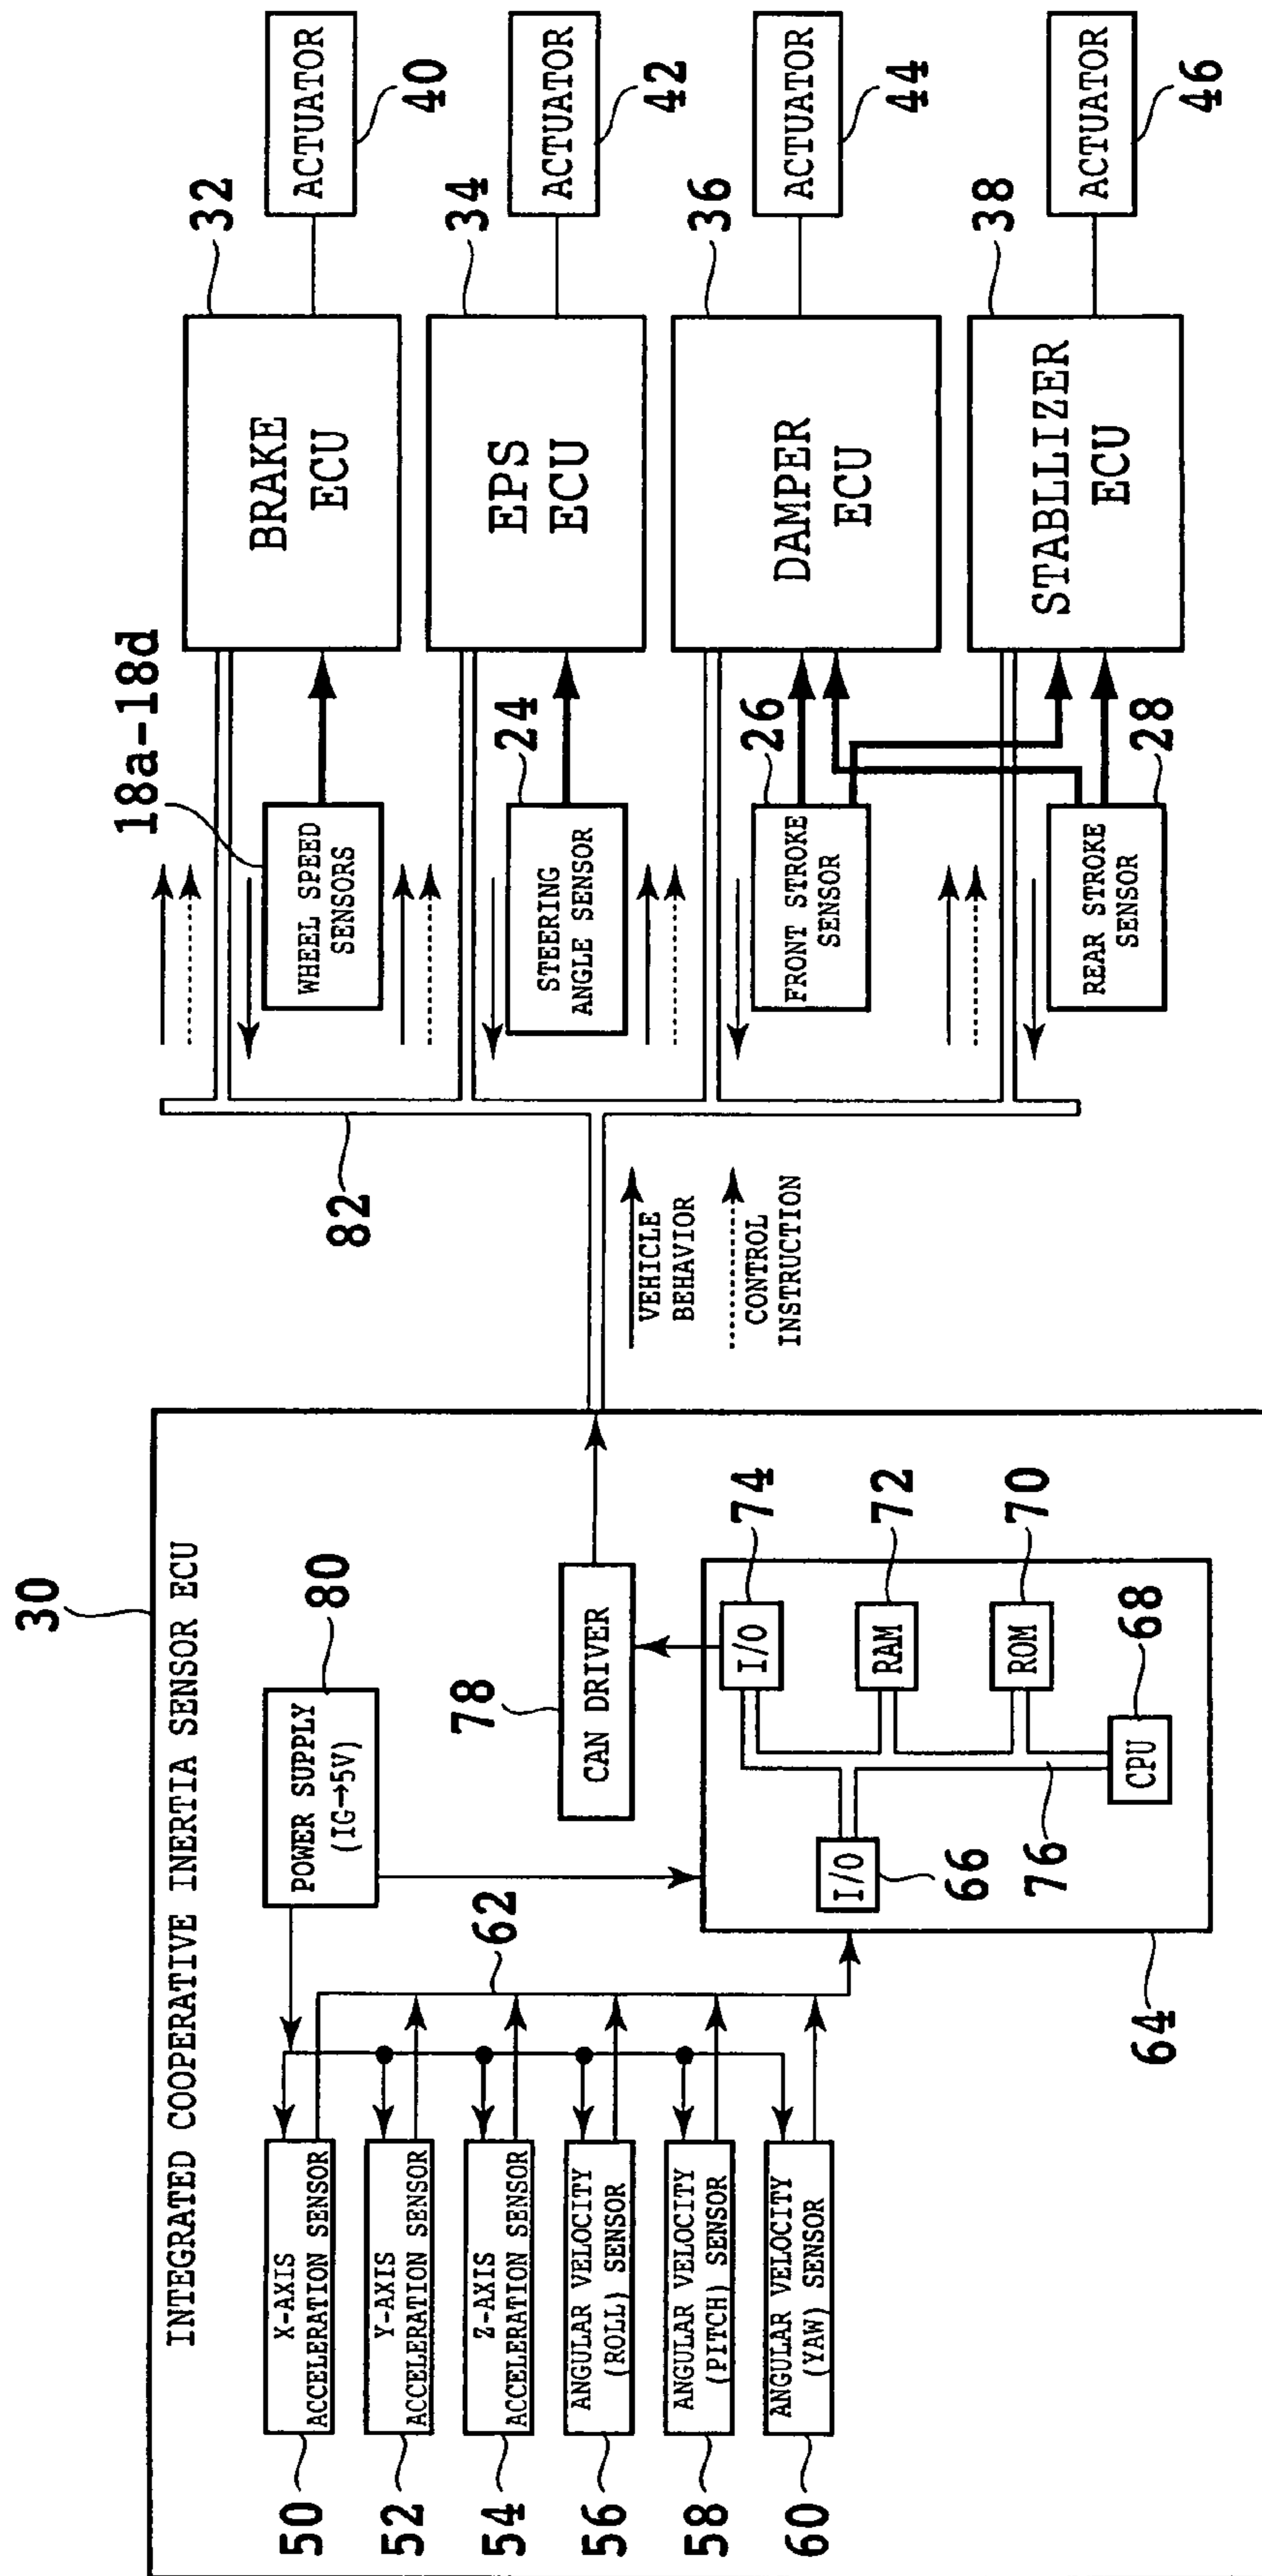 30
INTEGRATED COOPERATIVE INERTIA SENSOR ECU
50
X-AXIS
ACCELERATION SENSOR
52
Y-AXIS
ACCELERATION SENSOR
54
Z-AXIS
ACCELERATION SENSOR
56
ANGULAR VELOCITY
(ROLL) SENSOR
58
ANGULAR VELOCITY
(PITCH) SENSOR
60
ANGULAR VELOCITY
(YAW) SENSOR
62
POWER SUPPLY
(IG→5V)
80
78
CAN DRIVER
64
I/O
66
76
I/O
74
RAM
72
ROM
70
CPU
68
VEHICLE
BEHAVIOR
CONTROL
INSTRUCTION
82
18a-18d
WHEEL SPEED
SENSORS
24
STEERING
ANGLE SENSOR
26
FRONT STROKE
SENSOR
28
REAR STROKE
SENSOR
32
BRAKE
ECU
34
EPS
ECU
36
DAMPER
ECU
38
STABLLIZER
ECU
ACTUATOR
40
ACTUATOR
42
ACTUATOR
44
ACTUATOR
46